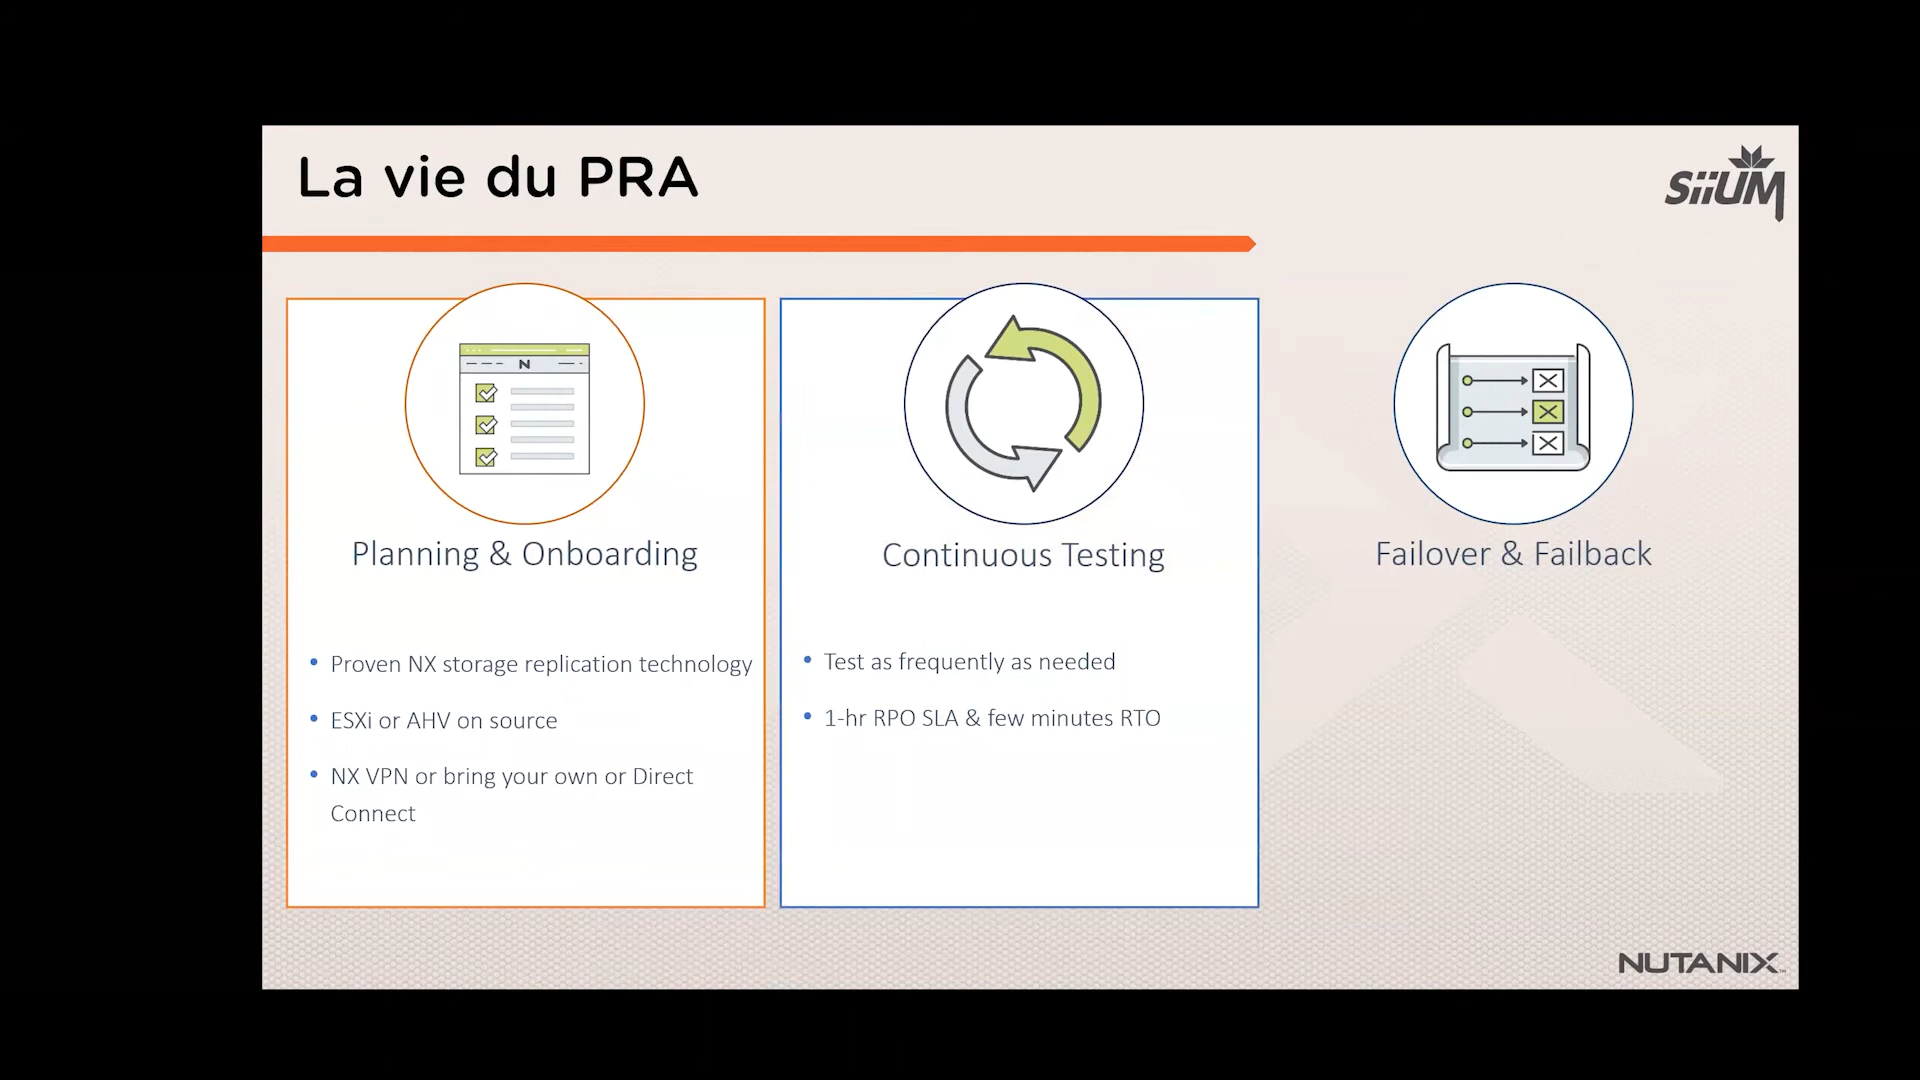 La vie du PRA
SiiUM
N
Planning & Onboarding
Proven NX storage replication technology
ESXi or AHV on source
NX VPN or bring your own or Direct
Connect
Continuous Testing
Test as frequently as needed
1-hr RPO SLA & few minutes RTO
Failover & Failback
NUTANIX